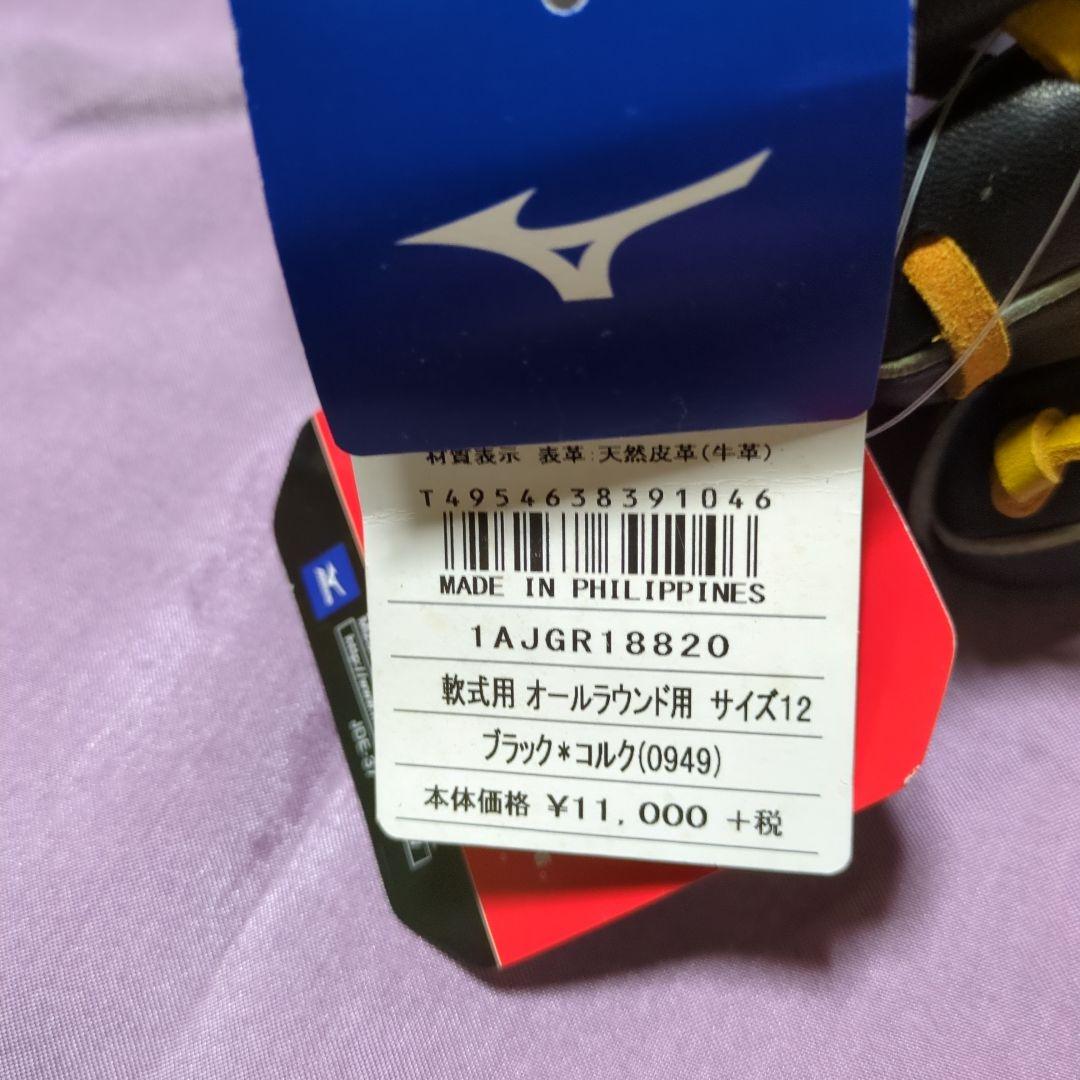 材質表示 表革:天然皮革(牛革)
T4954638391046
MADE IN PHILIPPINES
1AJGR18820
軟式用 オールラウンド用 サイズ12
ブラック*コルク(0949)
本体価格 ¥11,000 +税